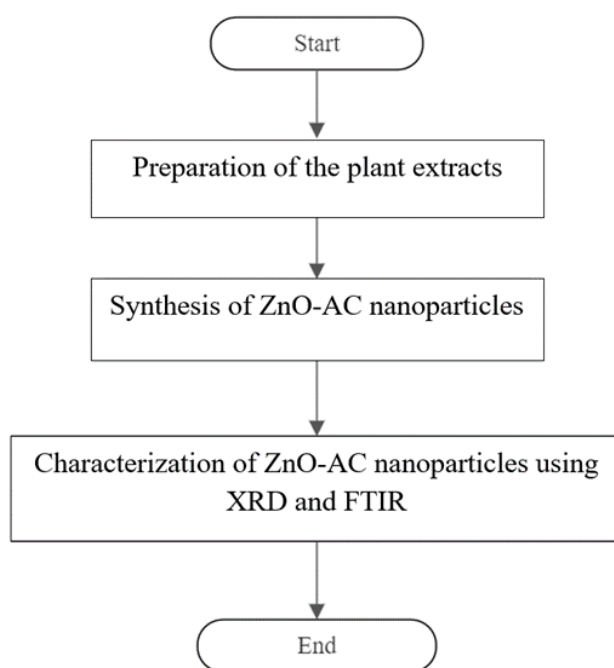 Start
Preparation of the plant extracts
Synthesis of ZnO-AC nanoparticles
Characterization of ZnO-AC nanoparticles using
XRD and FTIR
End